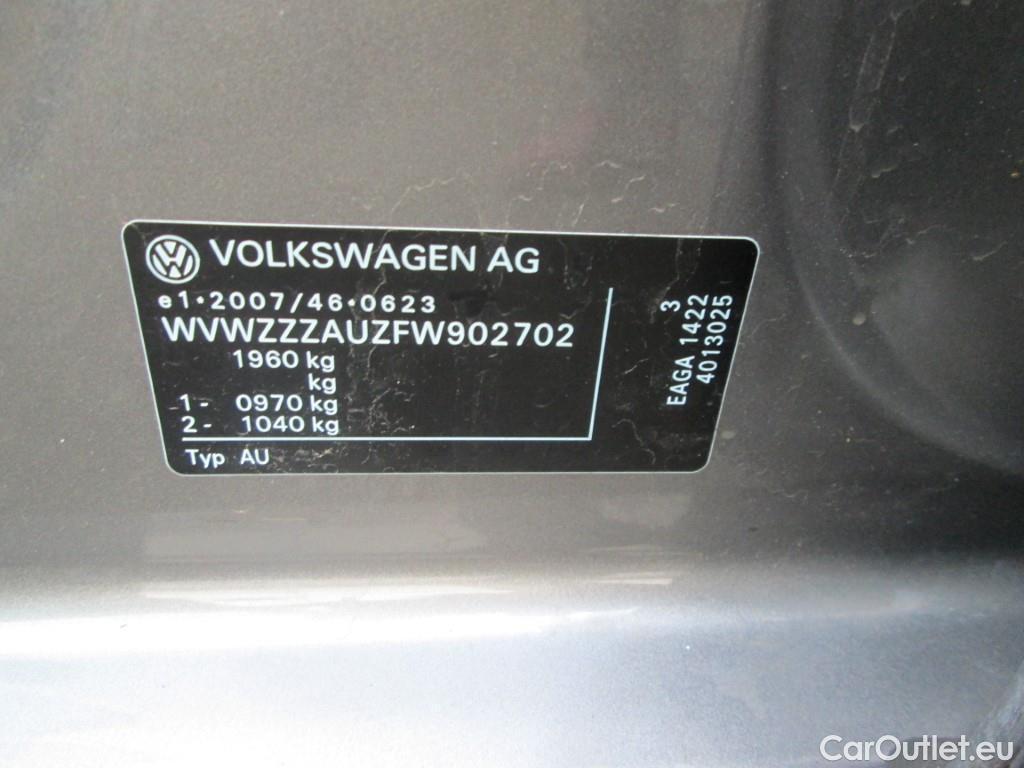 VOLKSWAGEN AG
e1*2007/46*0623
WVWZZZAUZFW902702
1960 kg
kg
1- 0970 kg
2- 1040 kg
Typ AU
3
EAGA 1422
4013025
CarOutlet.eu